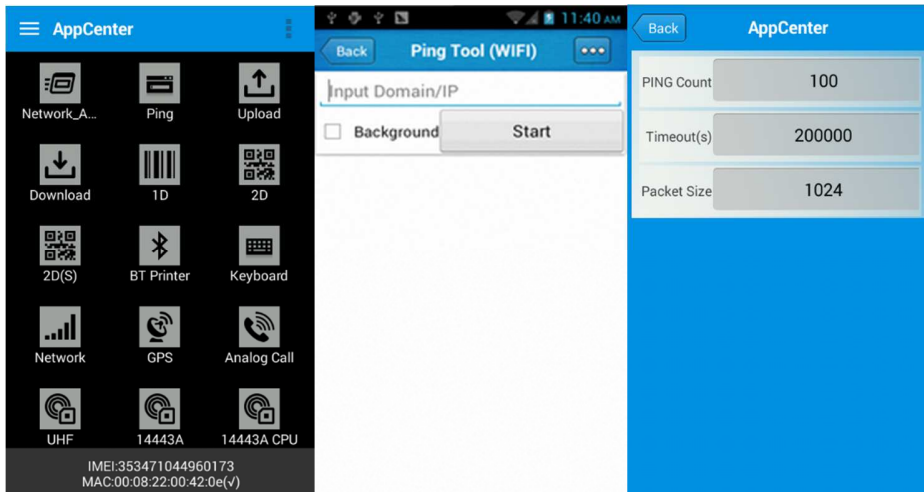 AppCenter
Network_A...
Ping
Upload
Download
1D
2D
2D(S)
BT Printer
Keyboard
Network
GPS
Analog Call
UHF
14443A
14443A CPU
IMEI:353471044960173
MAC:00:08:22:00:42:0e(√)
11:40 AM
Back
Ping Tool (WIFI)
Input Domain/IP
Background
Start
Back
AppCenter
PING Count
100
Timeout(s)
200000
Packet Size
1024